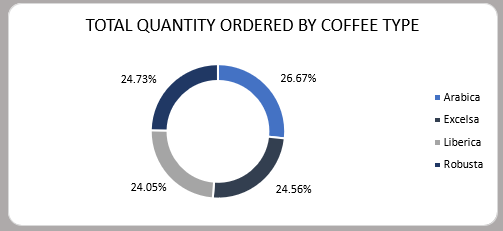 TOTAL QUANTITY ORDERED BY COFFEE TYPE
24.73%
26.67%
Arabica
Excelsa
Liberica
Robusta
24.05%
24.56%